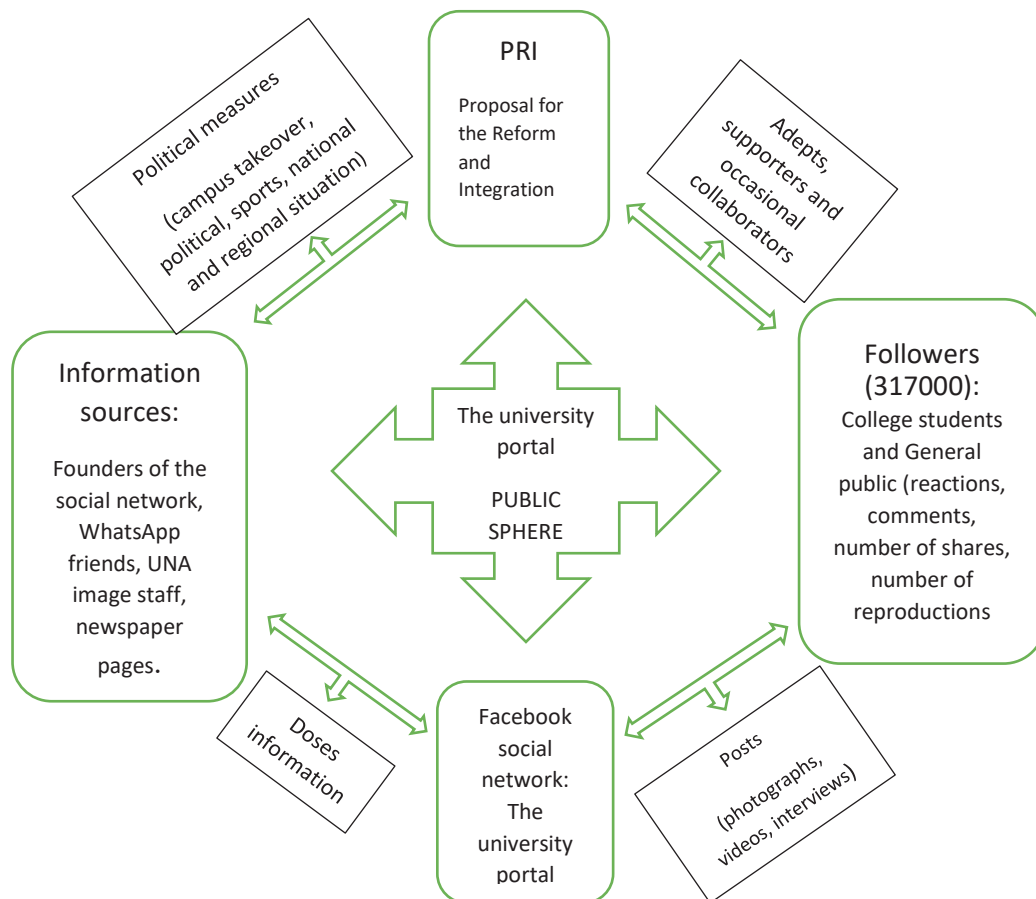 PRI
Proposal for
the Reform
and
Integration
Political measures
(campus takeover,
political, sports, national
and regional situation)
Adepts,
supporters and
occasional
collaborators
Information
sources:
Founders of the
social network,
WhatsApp
friends, UNA
image staff,
newspaper
pages.
The university
portal
PUBLIC
SPHERE
Followers
(317000):
College students
and General
public (reactions,
comments,
number of shares,
number of
reproductions
Doses
information
Facebook
social
network:
The
university
portal
Posts
(photographs,
videos, interviews)